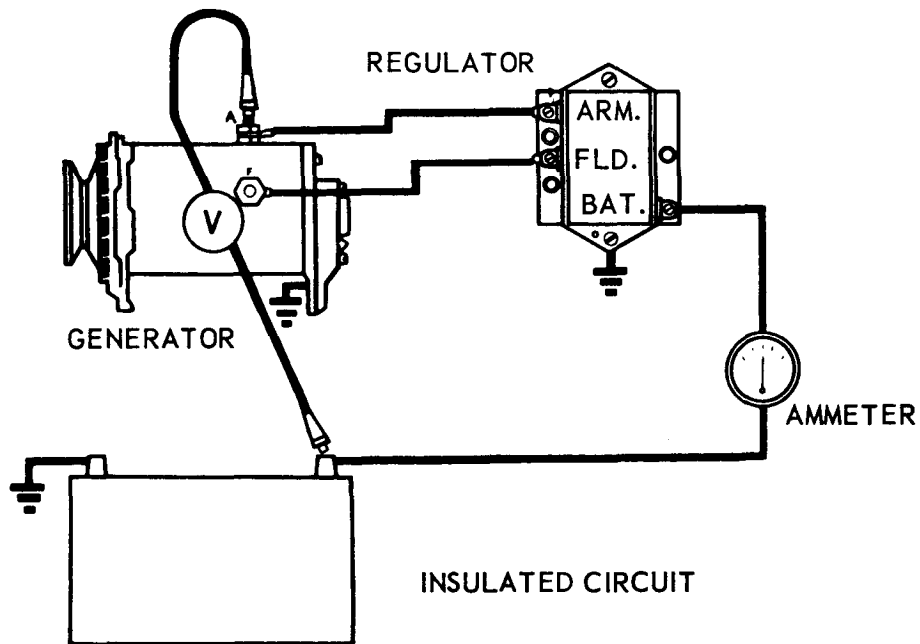 REGULATOR
A
ARM.
F
FLD.
V
BAT.
GENERATOR
AMMETER
INSULATED CIRCUIT